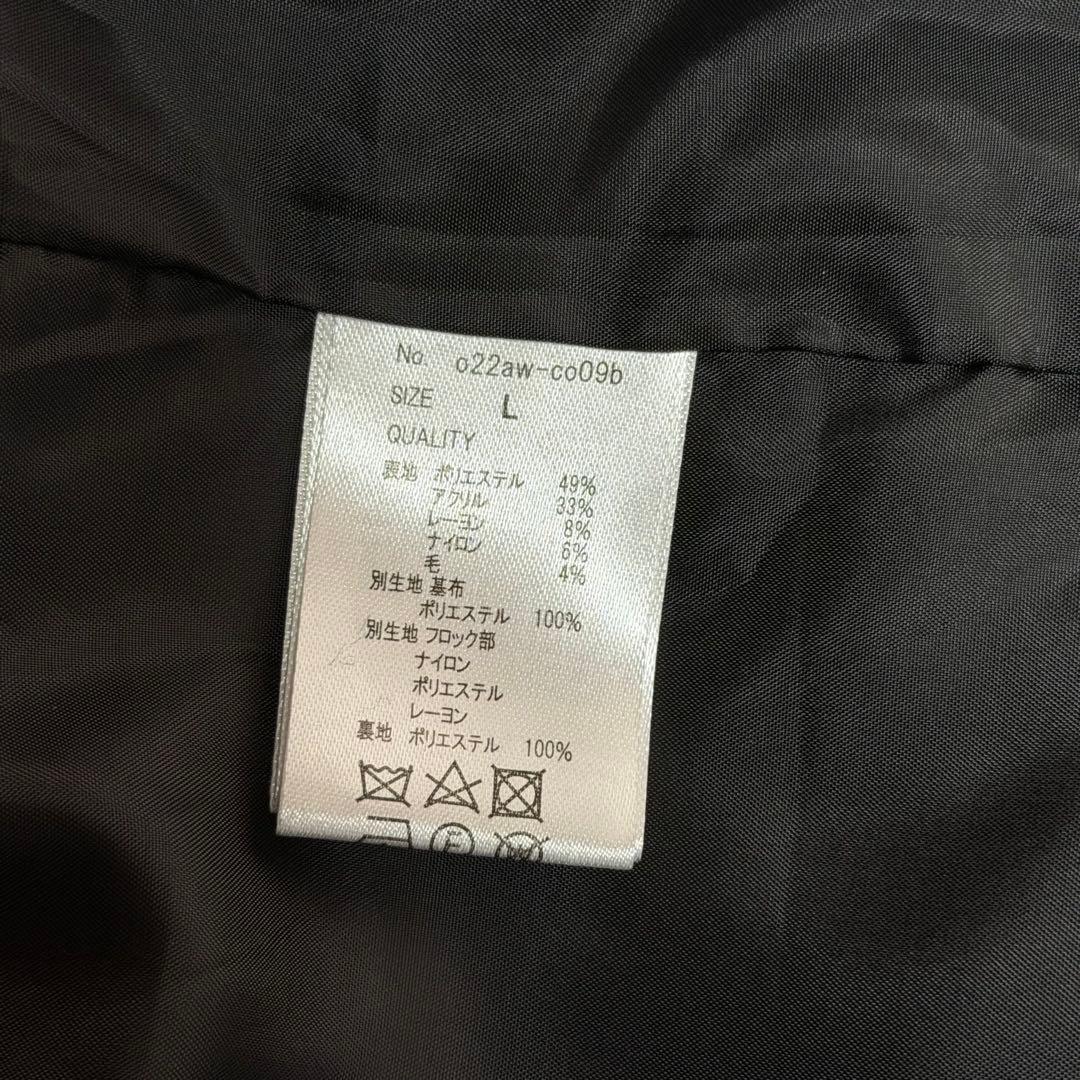 No o22aw-co09b
SIZE L
QUALITY
表地 ポリエステル 49%
アクリル 33%
レーヨン 8%
ナイロン 6%
毛 4%
別生地 基布
ポリエステル 100%
別生地 フロック部
ナイロン
ポリエステル
レーヨン
裏地 ポリエステル 100%
F
W